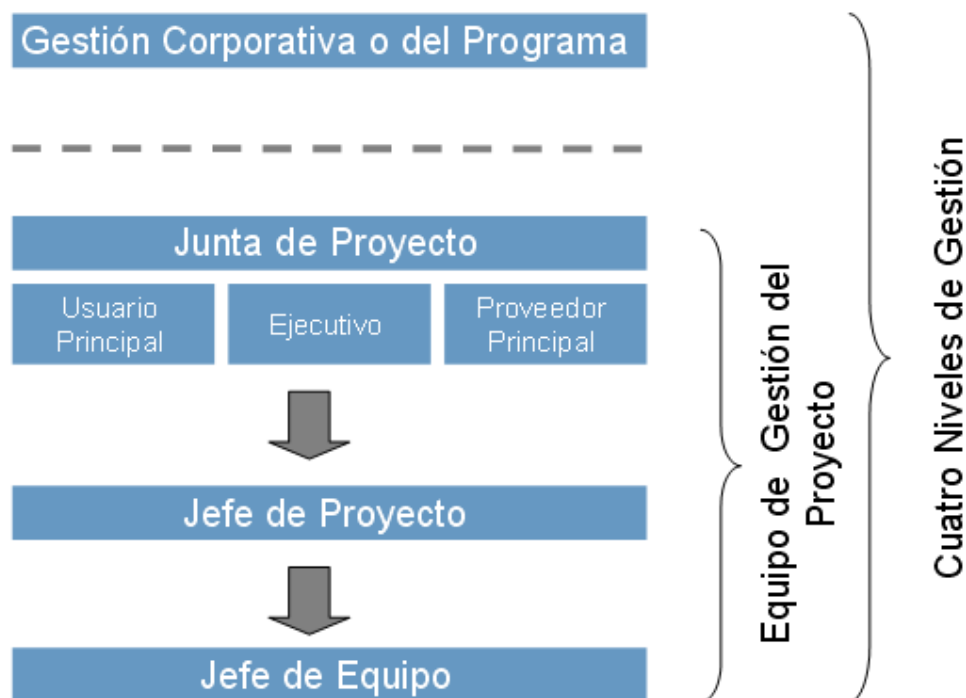 Gestión Corporativa o del Programa
Junta de Proyecto
Usuario
Principal
Ejecutivo
Proveedor
Principal
Jefe de Proyecto
Jefe de Equipo
Equipo de Gestión del
Proyecto
Cuatro Niveles de Gestión